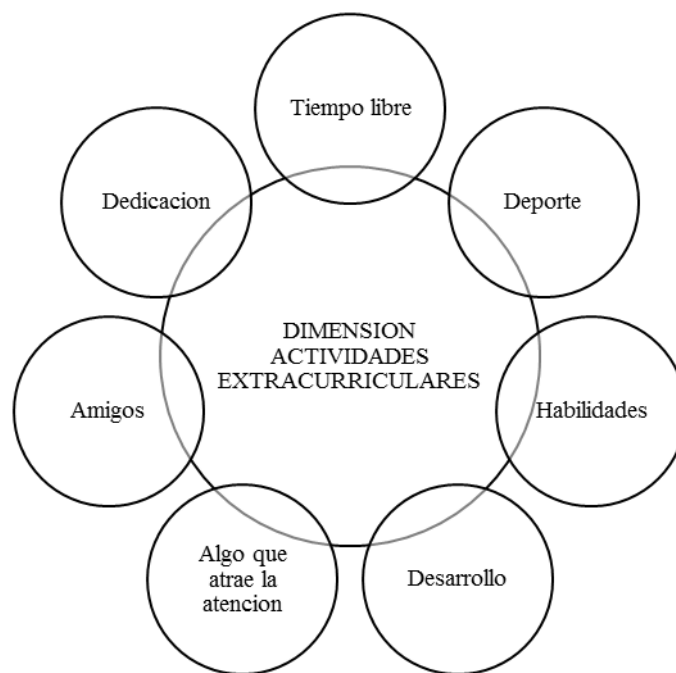 Tiempo libre
Dedicacion
Deporte
DIMENSION
ACTIVIDADES
EXTRACURRICULARES
Amigos
Habilidades
Algo que
atrae la
atencion
Desarrollo